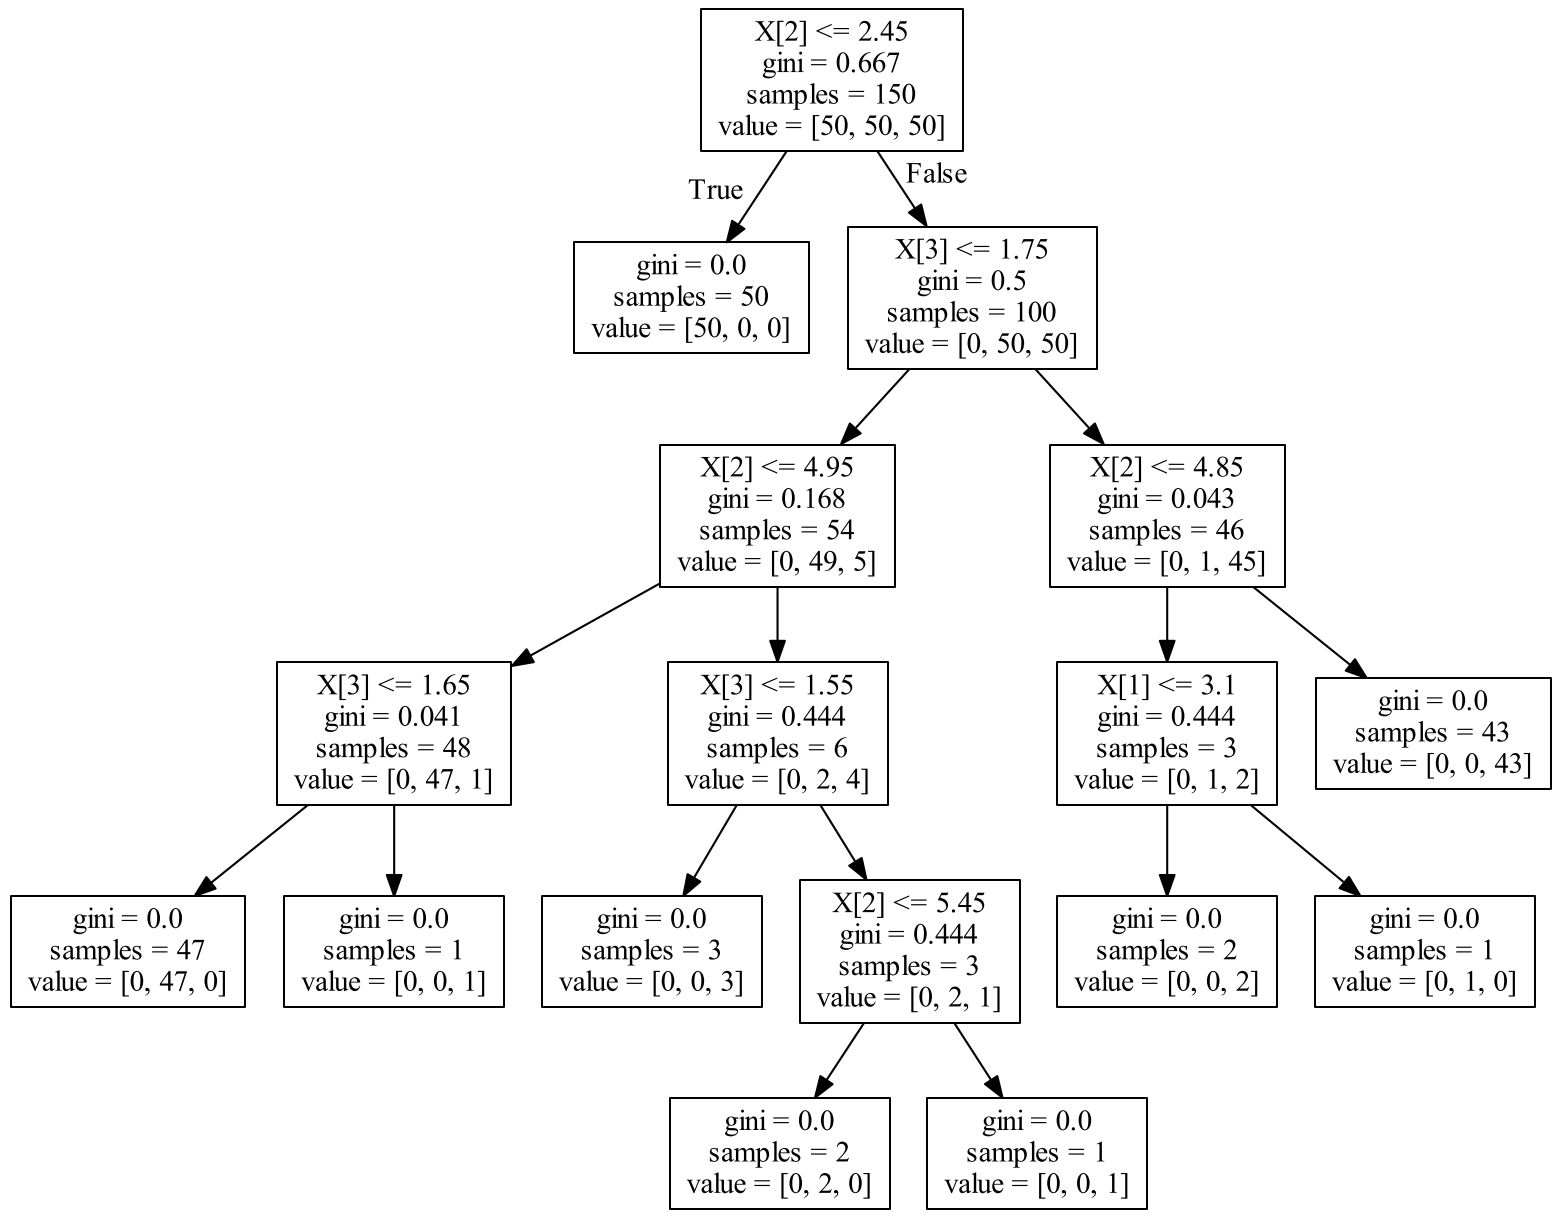 X[2] <= 2.45
gini = 0.667
samples = 150
value = [50, 50, 50]
True
False
gini = 0.0
samples = 50
value = [50, 0, 0]
X[3] <= 1.75
gini = 0.5
samples = 100
value = [0, 50, 50]
X[2] <= 4.95
gini = 0.168
samples = 54
value = [0, 49, 5]
X[2] <= 4.85
gini = 0.043
samples = 46
value = [0, 1, 45]
X[3] <= 1.65
gini = 0.041
samples = 48
value = [0, 47, 1]
X[3] <= 1.55
gini = 0.444
samples = 6
value = [0, 2, 4]
X[1] <= 3.1
gini = 0.444
samples = 3
value = [0, 1, 2]
gini = 0.0
samples = 43
value = [0, 0, 43]
gini = 0.0
samples = 47
value = [0, 47, 0]
gini = 0.0
samples = 1
value = [0, 0, 1]
gini = 0.0
samples = 3
value = [0, 0, 3]
X[2] <= 5.45
gini = 0.444
samples = 3
value = [0, 2, 1]
gini = 0.0
samples = 2
value = [0, 0, 2]
gini = 0.0
samples = 1
value = [0, 1, 0]
gini = 0.0
samples = 2
value = [0, 2, 0]
gini = 0.0
samples = 1
value = [0, 0, 1]